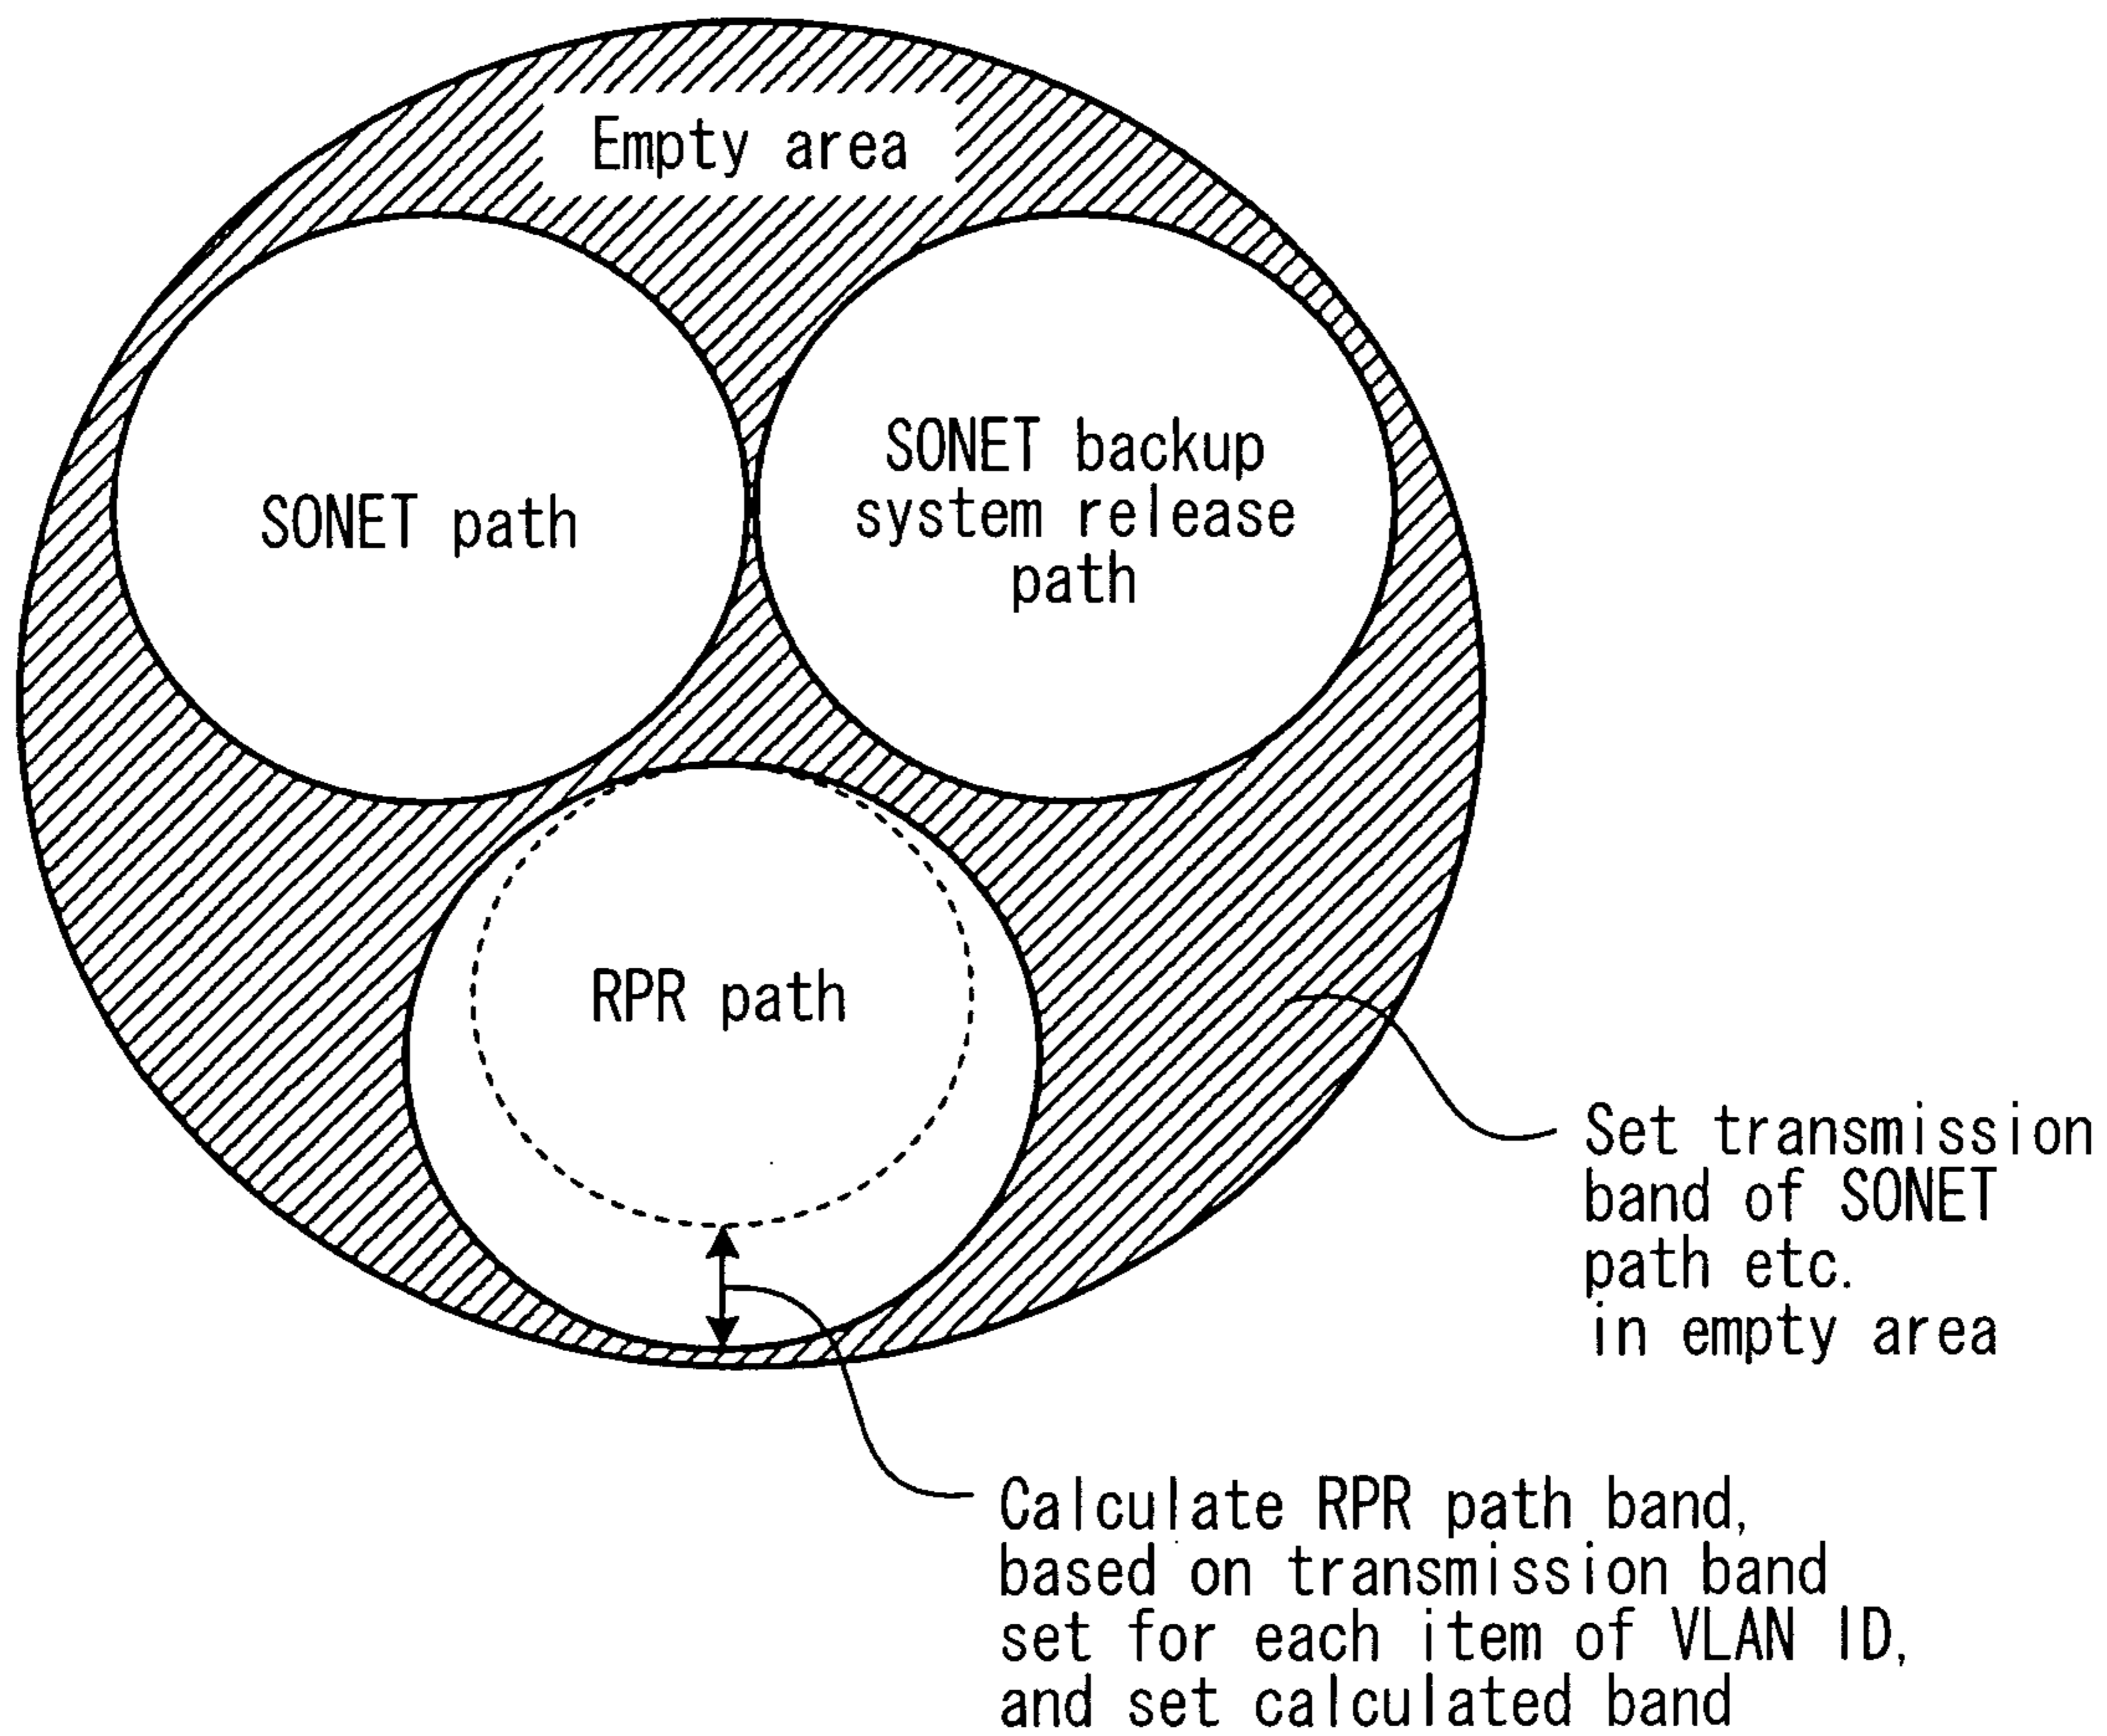 Empty area
SONET path
SONET backup
system release
path
RPR path
Set transmission
band of SONET
path etc.
in empty area
Calculate RPR path band,
based on transmission band
set for each item of VLAN ID,
and set calculated band